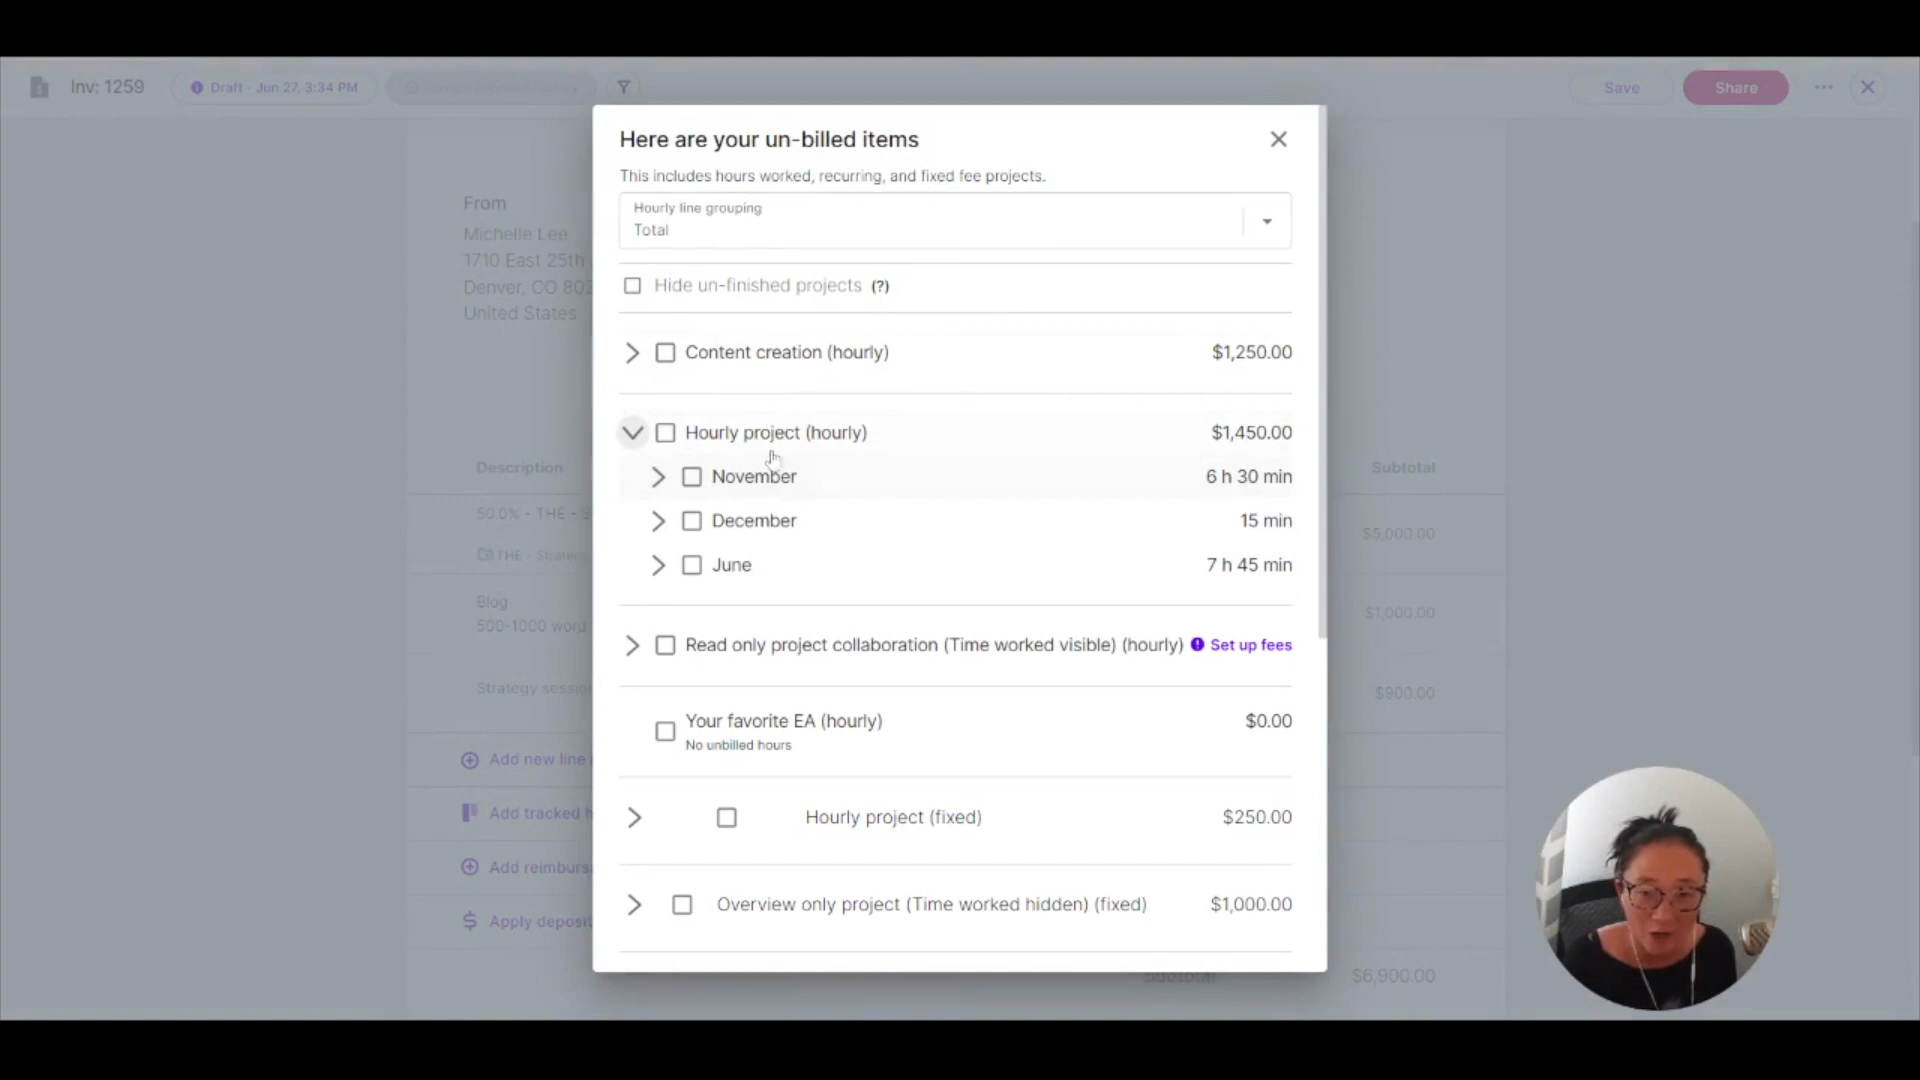 Inv: 1259
Draft - Jun 27, 3:34 PM
Save
Share
Here are your un-billed items
This includes hours worked, recurring, and fixed fee projects.
Hourly line grouping
Total
Hide un-finished projects (?)
Content creation (hourly) $1,250.00
Hourly project (hourly) $1,450.00
November 6 h 30 min
December 15 min
June 7 h 45 min
Read only project collaboration (Time worked visible) (hourly) Set up fees
Your favorite EA (hourly) $0.00
No unbilled hours
Hourly project (fixed) $250.00
Overview only project (Time worked hidden) (fixed) $1,000.00
From
Michelle Lee
1710 East 25th
Denver, CO 802
United States
Description Subtotal
50.0% - THE - S $5,000.00
THE - Strateg
Blog
500-1000 word $1,000.00
Strategy session $900.00
Add new line
Add tracked h
Add reimburs
Apply deposit
Subtotal $6,900.00